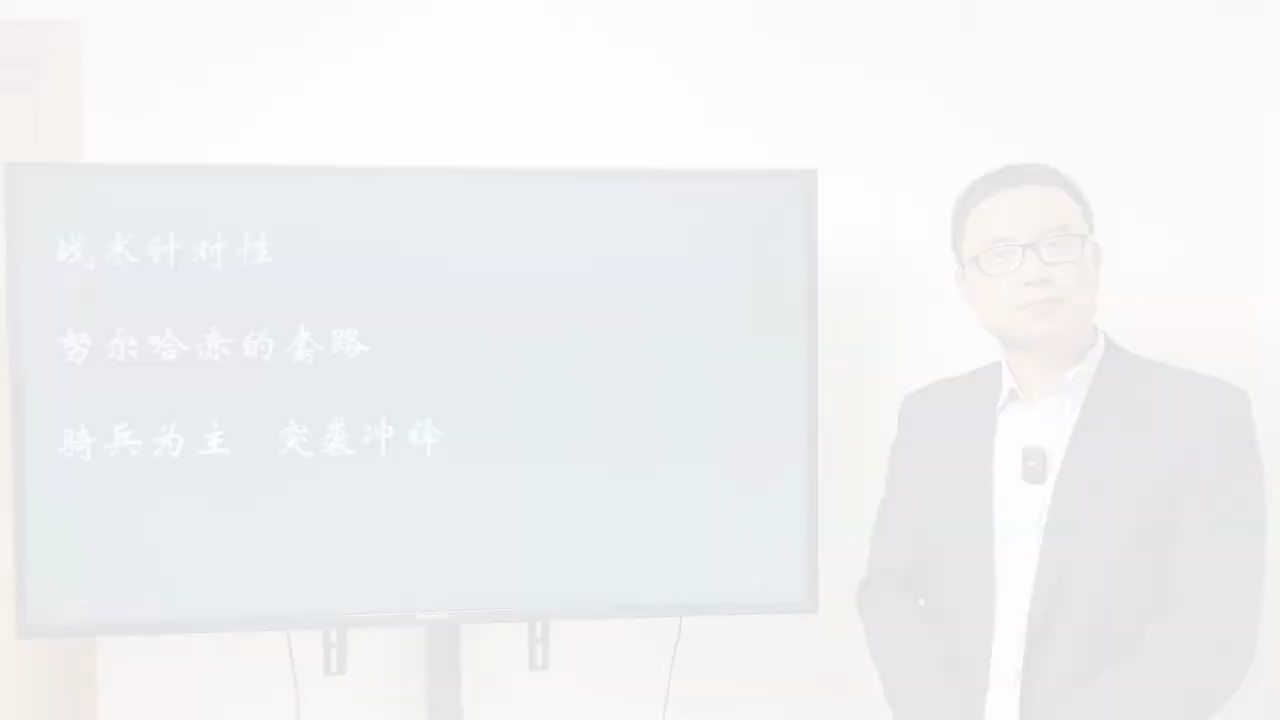 战术针对性
努尔哈赤的套路
骑兵为主 突袭冲锋